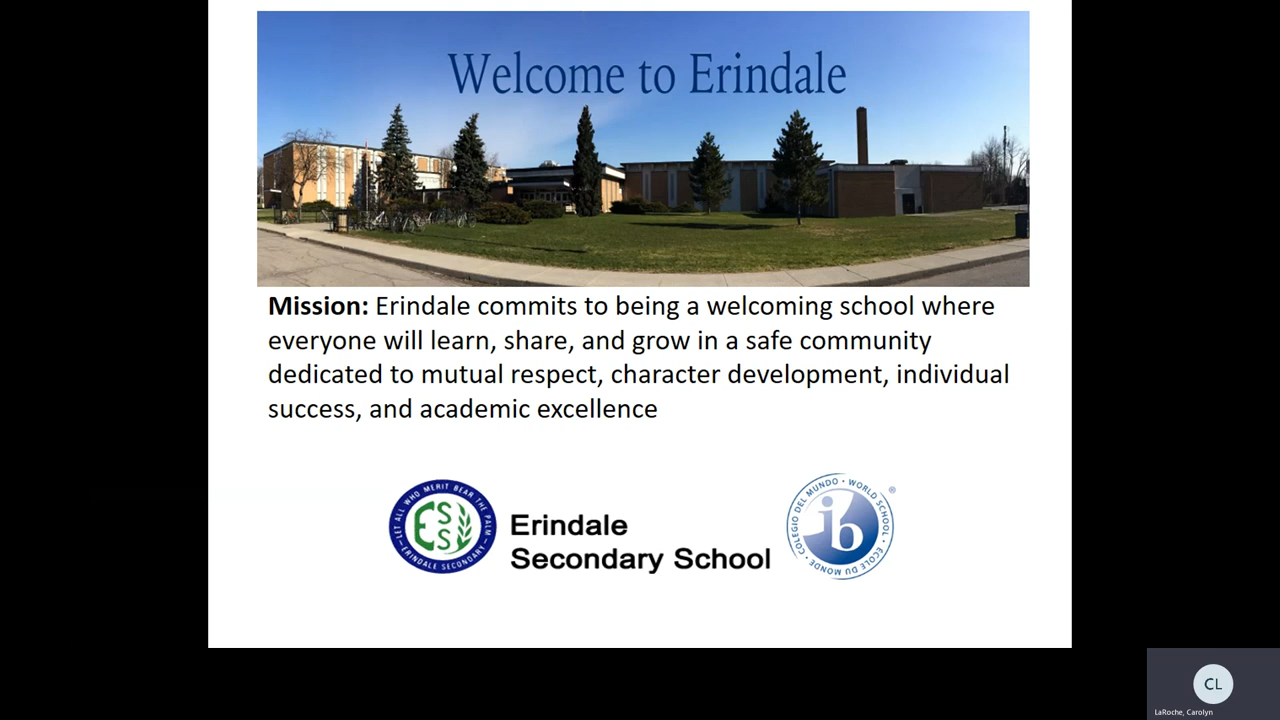 Welcome to Erindale
Mission: Erindale commits to being a welcoming school where
everyone will learn, share, and grow in a safe community
dedicated to mutual respect, character development, individual
success, and academic excellence
LET ALL WHO MERIT BEAR THE PALM
ESSS
ERINDALE SECONDARY
Erindale
Secondary School
COLEGIO DEL MUNDO • WORLD SCHOOL • ECOLE DU MONDE •
ib
®
CL
LaRoche, Carolyn